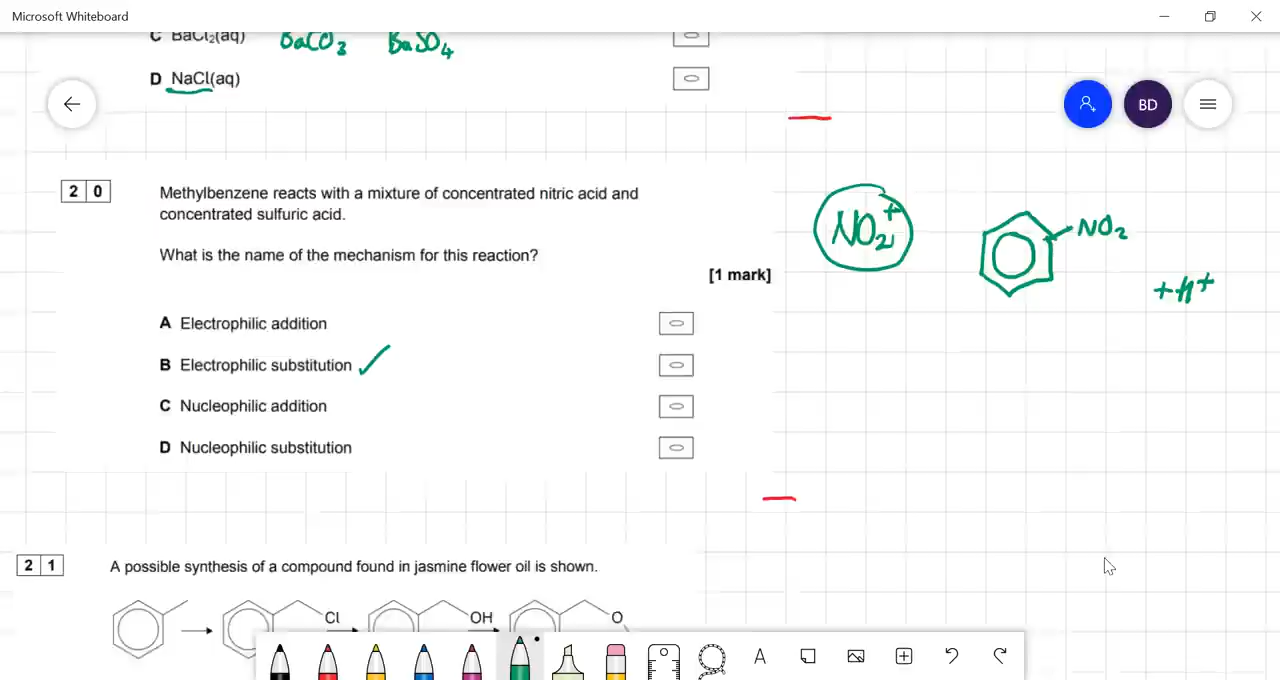 Microsoft Whiteboard
C BaCl₂(aq) BaCO₃ BaSO₄
D NaCl(aq)
BD
2 0
Methylbenzene reacts with a mixture of concentrated nitric acid and
concentrated sulfuric acid.
What is the name of the mechanism for this reaction?
[1 mark]
NO₂⁺
NO₂
+H⁺
A Electrophilic addition
B Electrophilic substitution ✓
C Nucleophilic addition
D Nucleophilic substitution
2 1
A possible synthesis of a compound found in jasmine flower oil is shown.
Cl
OH
O
A